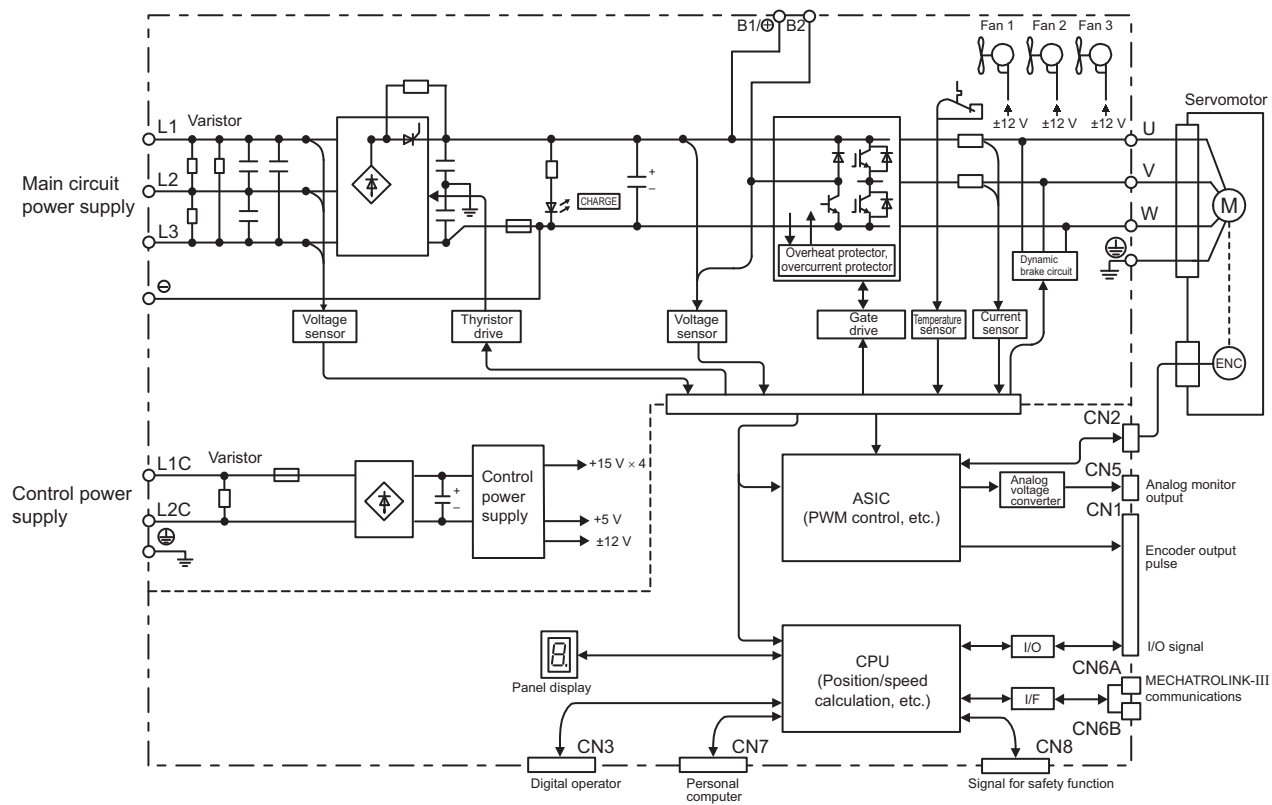 B1/⊕ B2
Fan 1 Fan 2 Fan 3
±12 V ±12 V ±12 V
Servomotor
Main circuit
power supply
L1
Varistor
L2
L3
⊖
+
–
CHARGE
Overheat protector,
overcurrent protector
U
V
W
M
Dynamic
brake circuit
Voltage
sensor
Thyristor
drive
Voltage
sensor
Gate
drive
Temperature
sensor
Current
sensor
ENC
Control power
supply
L1C
Varistor
L2C
+
–
Control
power
supply
+15 V × 4
+5 V
±12 V
ASIC
(PWM control, etc.)
Analog
voltage
converter
CN2
CN5
Analog monitor
output
CN1
Encoder output
pulse
CPU
(Position/speed
calculation, etc.)
I/O
I/O signal
I/F
CN6A
MECHATROLINK-III
communications
CN6B
8.
Panel display
CN3
Digital operator
CN7
Personal
computer
CN8
Signal for safety function